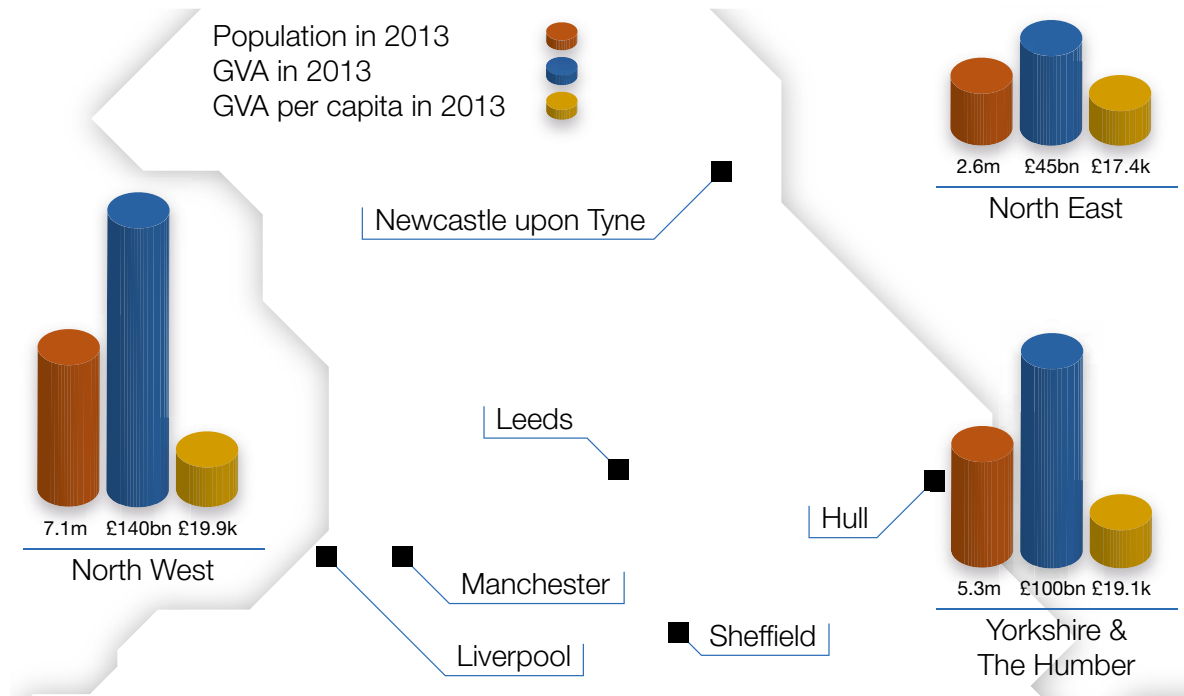 Population in 2013
GVA in 2013
GVA per capita in 2013
2.6m £45bn £17.4k
North East
Newcastle upon Tyne
Leeds
Hull
7.1m £140bn £19.9k
North West
Manchester
Liverpool
Sheffield
5.3m £100bn £19.1k
Yorkshire &
The Humber